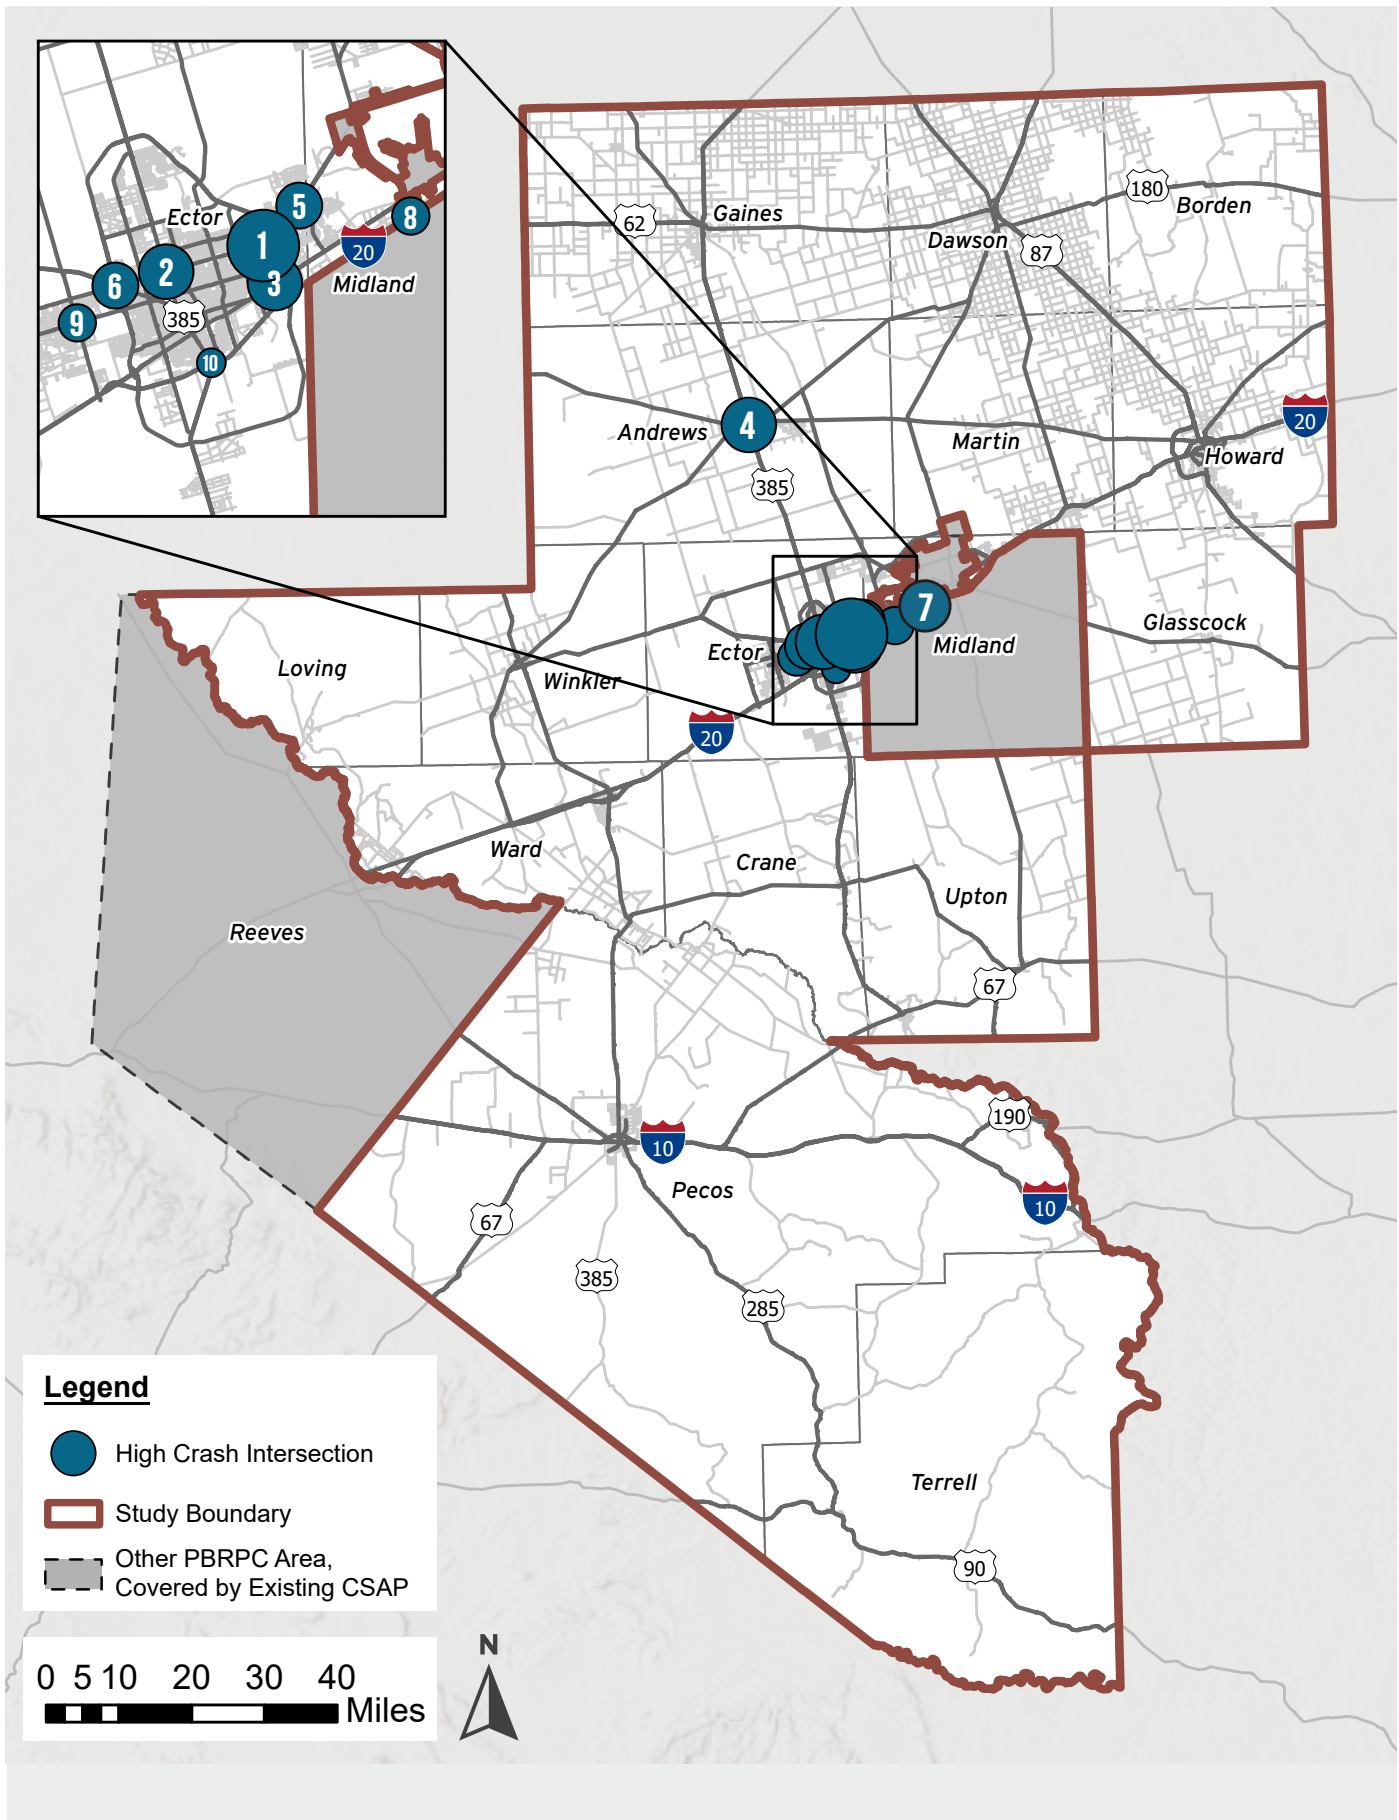 Ector
5
8
1
20
2
3
Midland
6
385
9
10
180
Borden
62
Gaines
Dawson
87
4
Andrews
Martin
20
Howard
385
7
Glasscock
Ector
Midland
Loving
Winkler
20
Ward
Crane
Upton
Reeves
67
190
10
Pecos
10
67
385
285
Terrell
90
Legend
High Crash Intersection
Study Boundary
Other PBRPC Area,
Covered by Existing CSAP
N
0 5 10 20 30 40
Miles